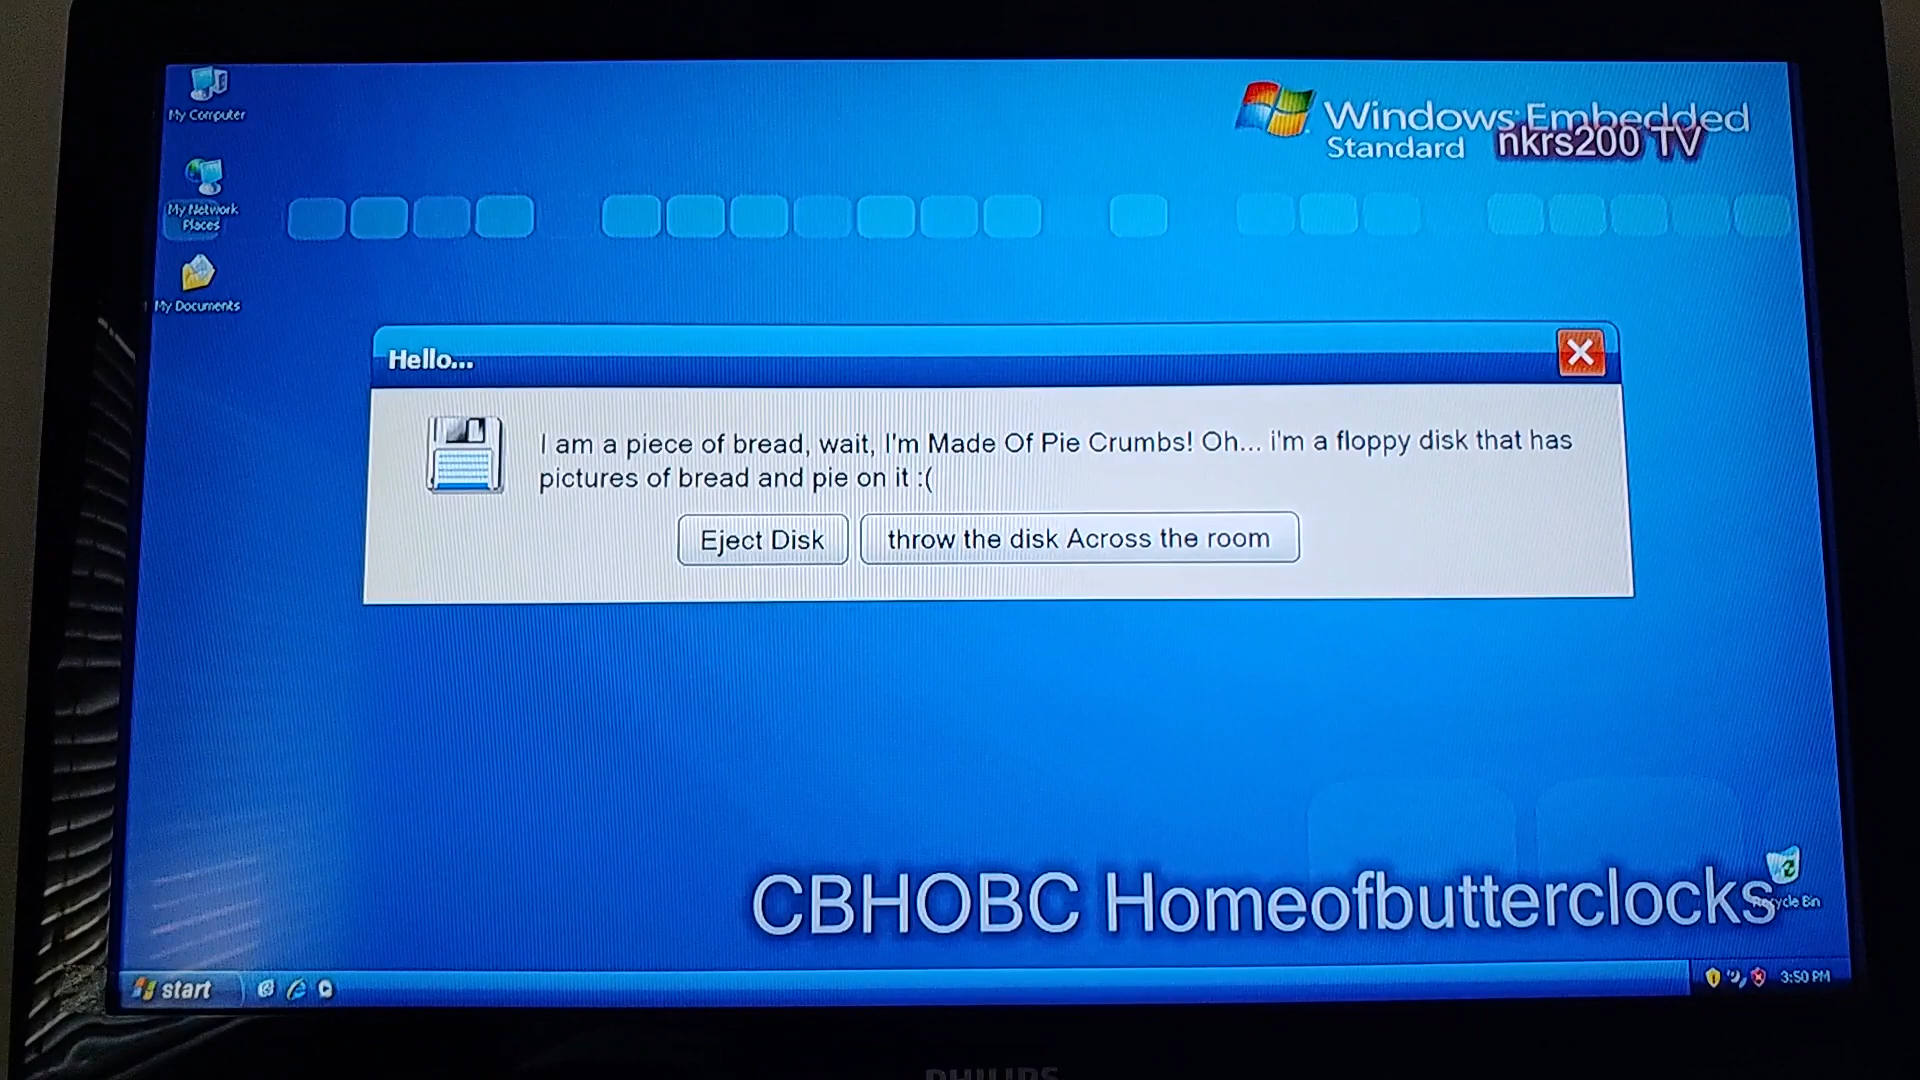 My Computer
Windows Embedded
Standard
nkrs200 TV
My Network
Places
My Documents
Hello...
I am a piece of bread, wait, I'm Made Of Pie Crumbs! Oh... i'm a floppy disk that has
pictures of bread and pie on it :(
Eject Disk
throw the disk Across the room
CBHOBC Homeofbutterclocks
Recycle Bin
start
3:50 PM
PHILIPS